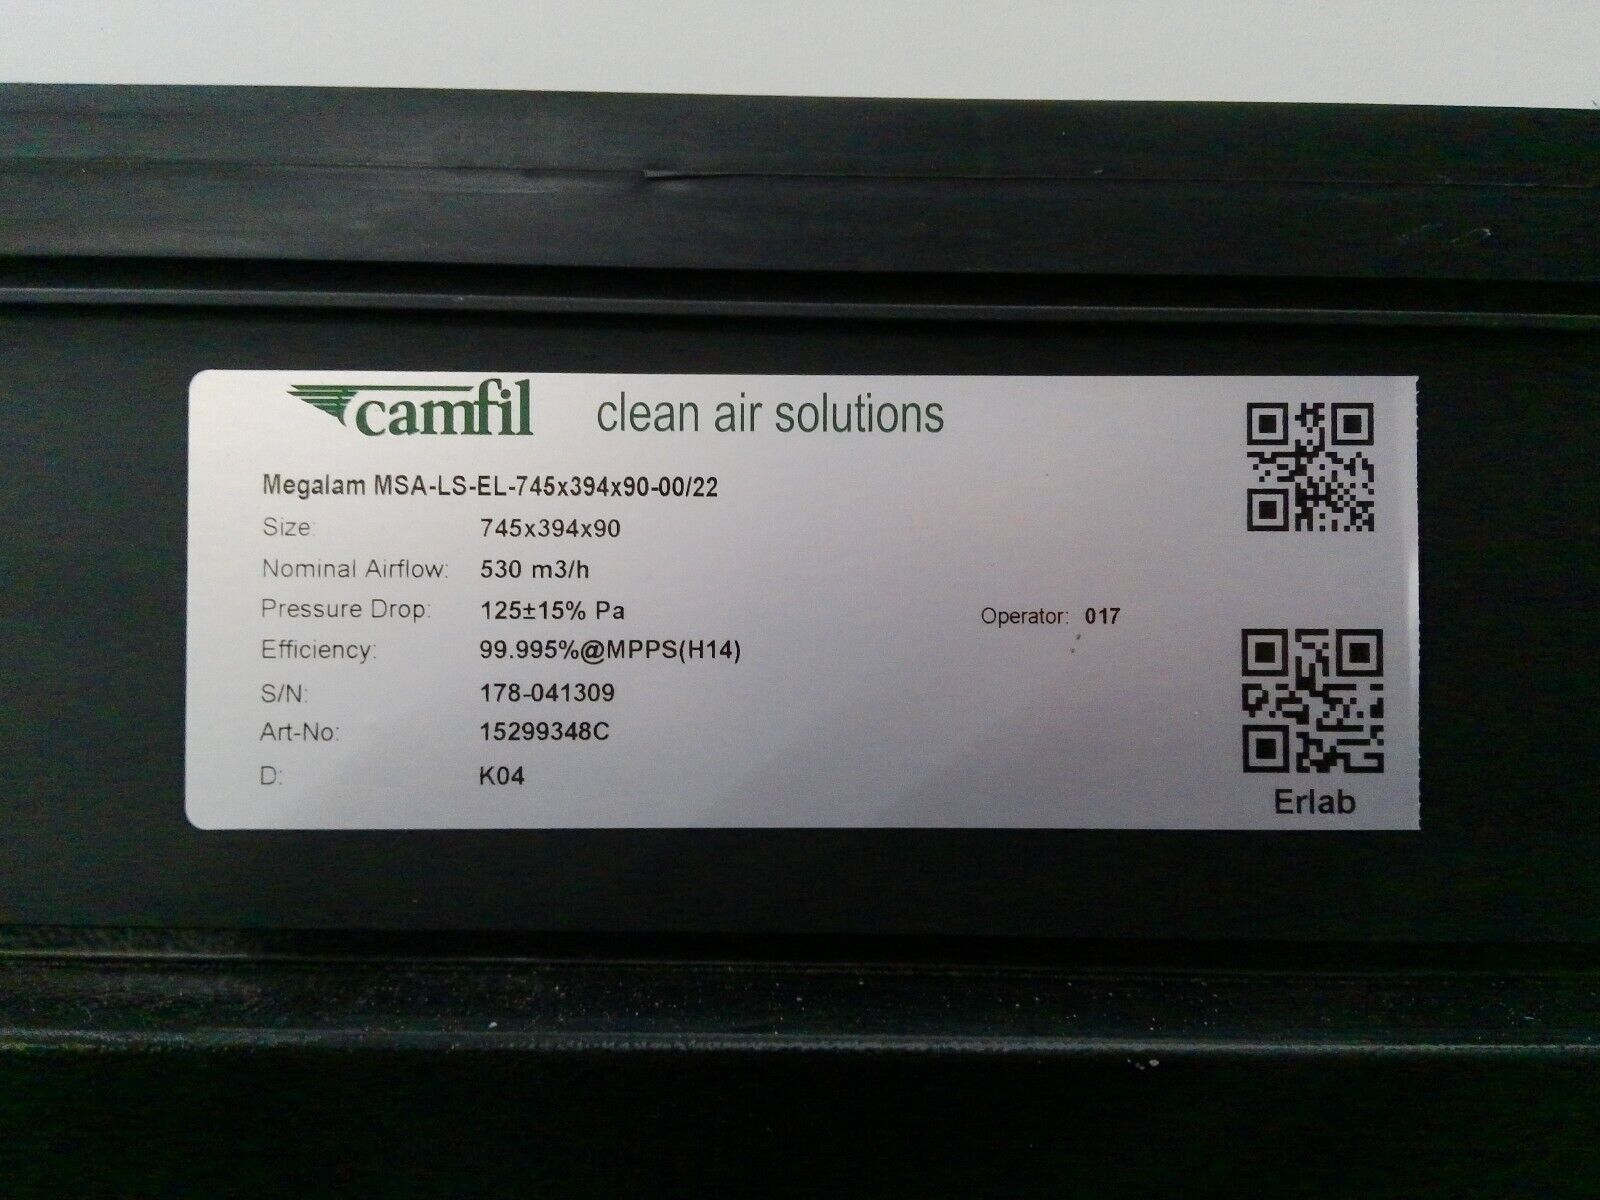 camfil clean air solutions
Megalam MSA-LS-EL-745x394x90-00/22
Size: 745x394x90
Nominal Airflow: 530 m3/h
Pressure Drop: 125±15% Pa
Operator: 017
Efficiency: 99.995%@MPPS(H14)
S/N: 178-041309
Art-No: 15299348C
D: K04
Erlab